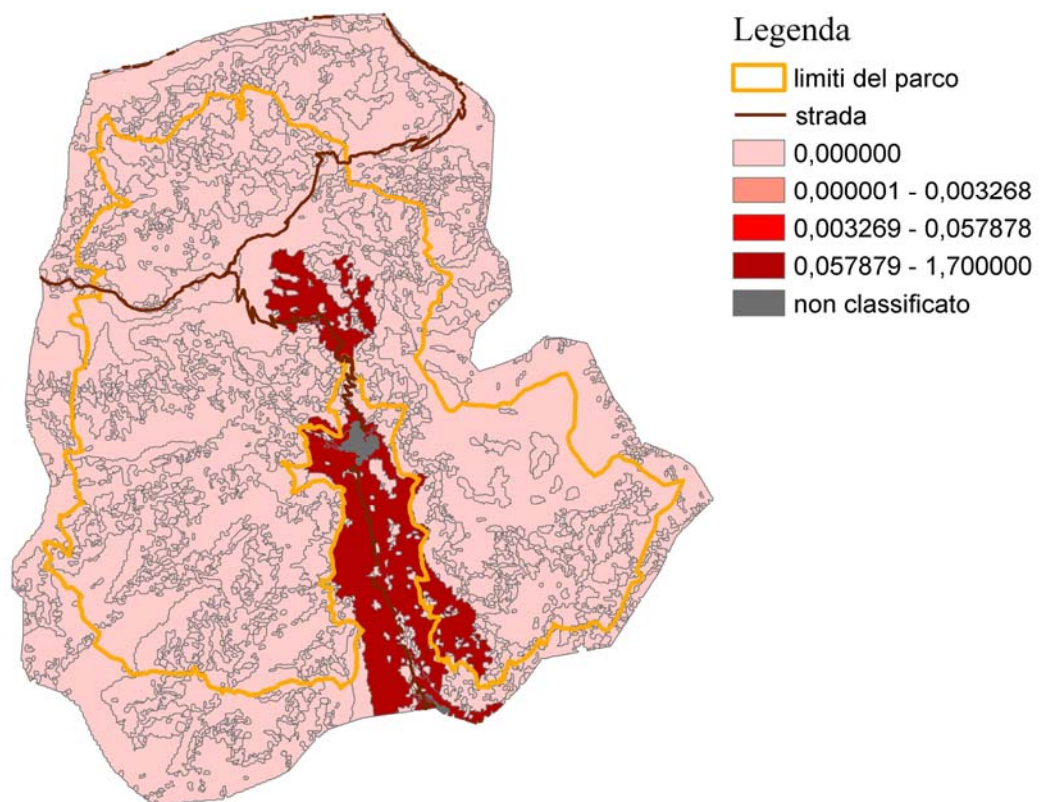 Legenda
limiti del parco
strada
0,000000
0,000001 - 0,003268
0,003269 - 0,057878
0,057879 - 1,700000
non classificato